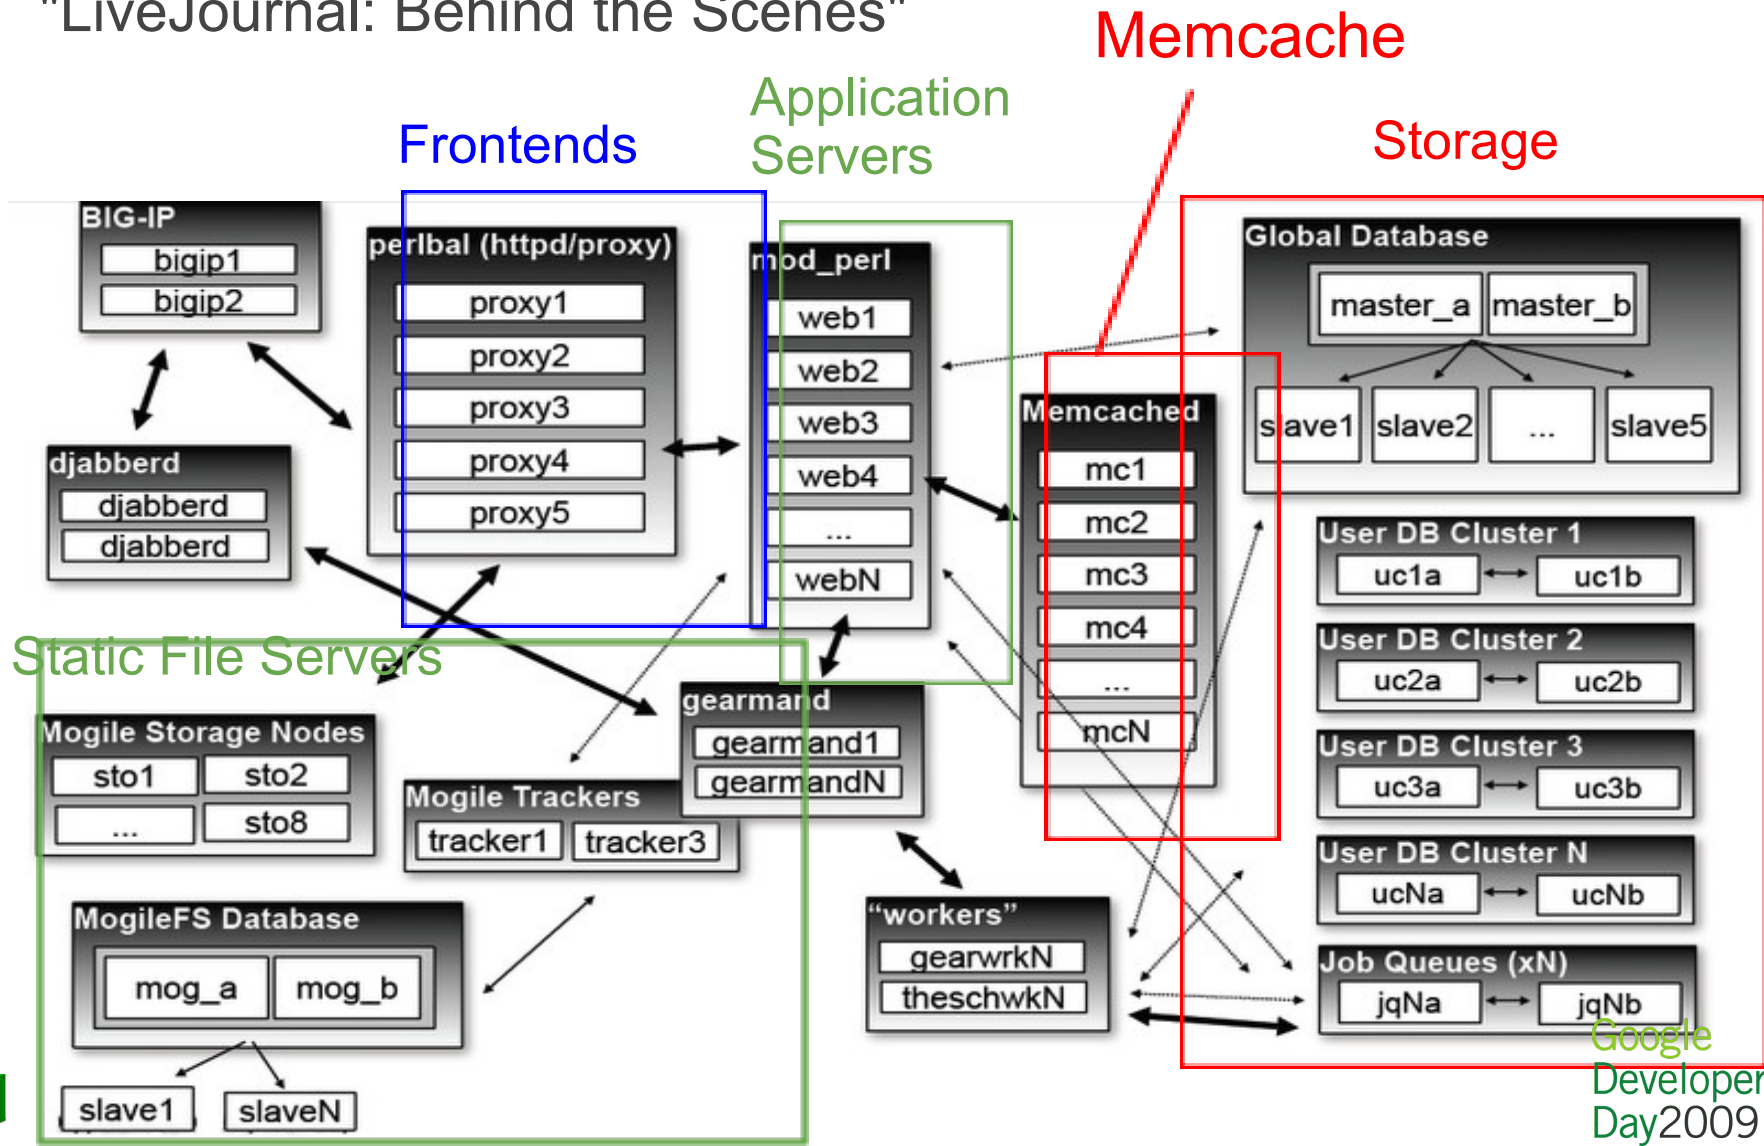 "LiveJournal: Behind the Scenes"
Memcache
Application
Servers
Frontends
Storage
BIG-IP
bigip1
bigip2
perlbal (httpd/proxy)
proxy1
proxy2
proxy3
proxy4
proxy5
mod_perl
web1
web2
web3
web4
...
webN
Global Database
master_a master_b
slave1 slave2 ... slave5
djabberd
djabberd
djabberd
Memcached
mc1
mc2
mc3
mc4
...
mcN
User DB Cluster 1
uc1a uc1b
User DB Cluster 2
uc2a uc2b
User DB Cluster 3
uc3a uc3b
User DB Cluster N
ucNa ucNb
Job Queues (xN)
jqNa jqNb
Static File Servers
Mogile Storage Nodes
sto1 sto2
... sto8
gearmand
gearmand1
gearmandN
Mogile Trackers
tracker1 tracker3
MogileFS Database
mog_a mog_b
slave1 slaveN
“workers”
gearwrkN
theschwkN
Google
Developer
Day2009